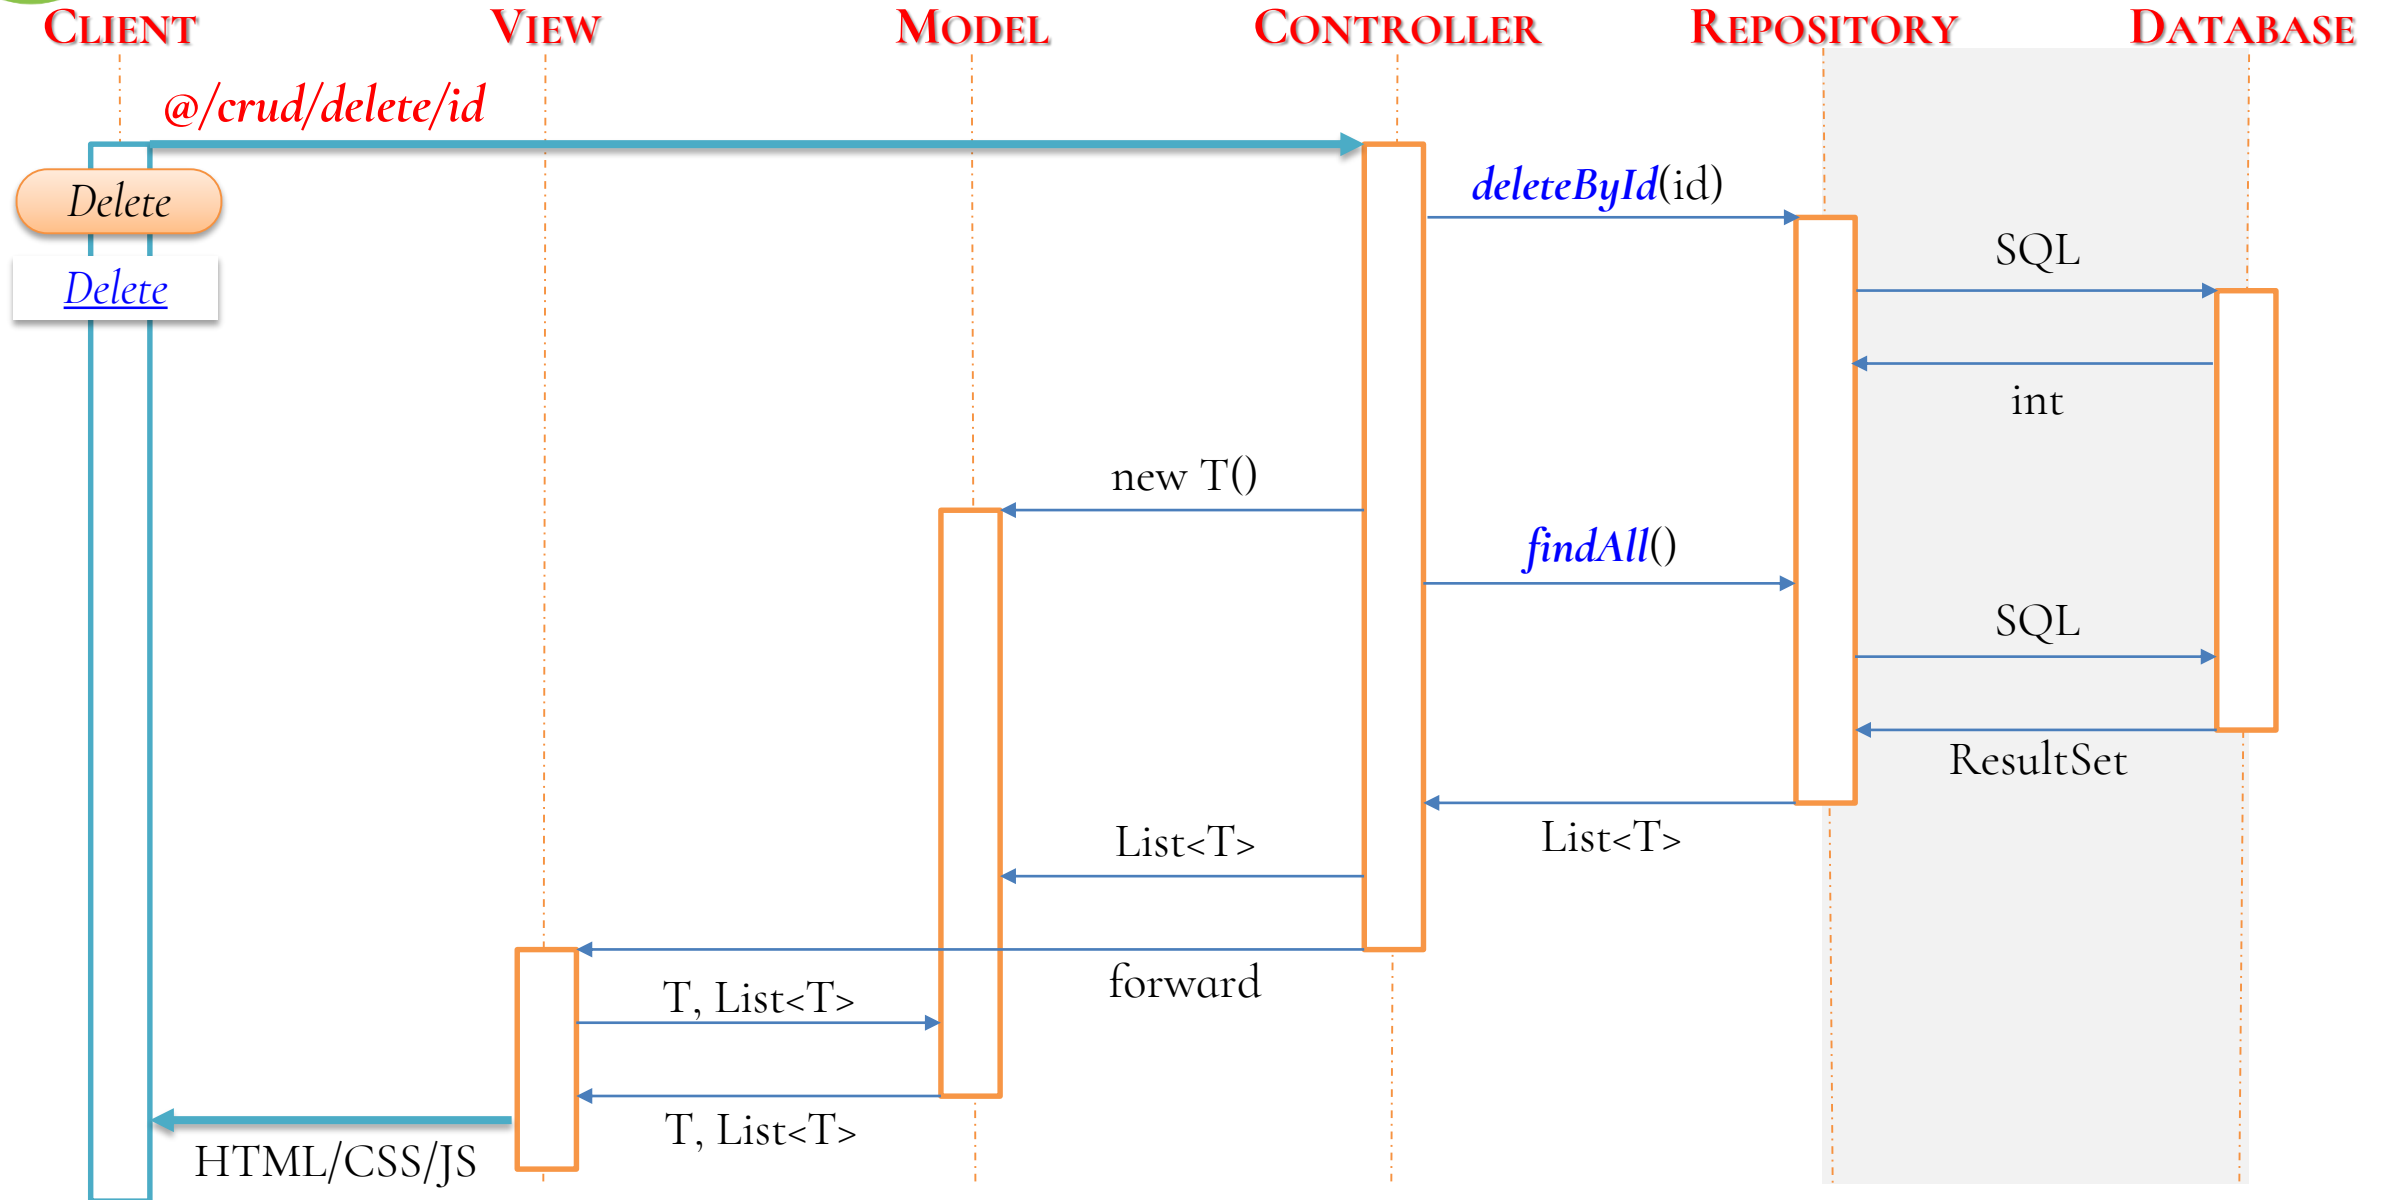 CLIENT
VIEW
MODEL
CONTROLLER
REPOSITORY
DATABASE
@/crud/delete/id
Delete
deleteById(id)
SQL
Delete
int
new T()
findAll()
SQL
ResultSet
List<T>
List<T>
forward
T, List<T>
T, List<T>
HTML/CSS/JS